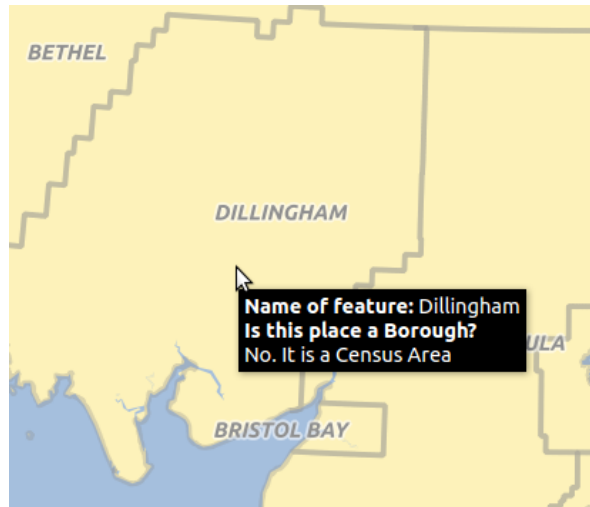 BETHEL
DILLINGHAM
Name of feature: Dillingham
Is this place a Borough?
No. It is a Census Area
ULA
BRISTOL BAY